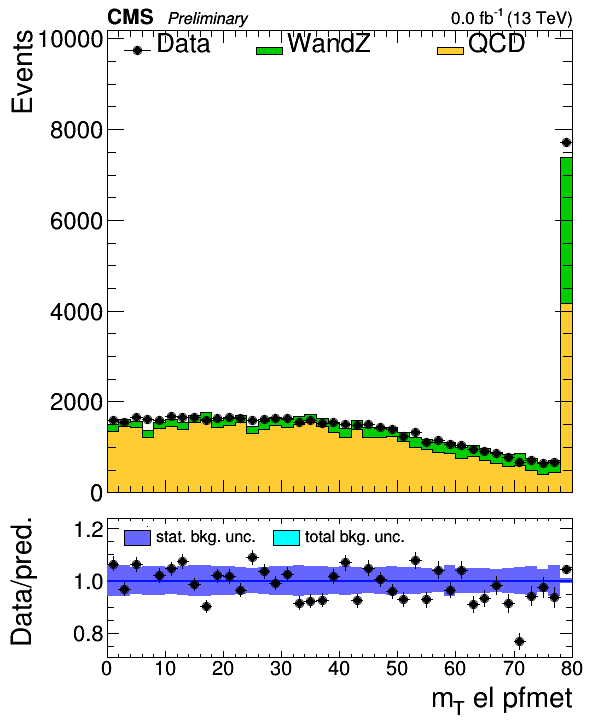 CMS Preliminary 0.0 fb⁻¹ (13 TeV)
Events
Data WandZ QCD
10000
8000
6000
4000
2000
0
Data/pred.
stat. bkg. unc. total bkg. unc.
1.2
1.0
0.8
0 10 20 30 40 50 60 70 80
m_T el pfmet